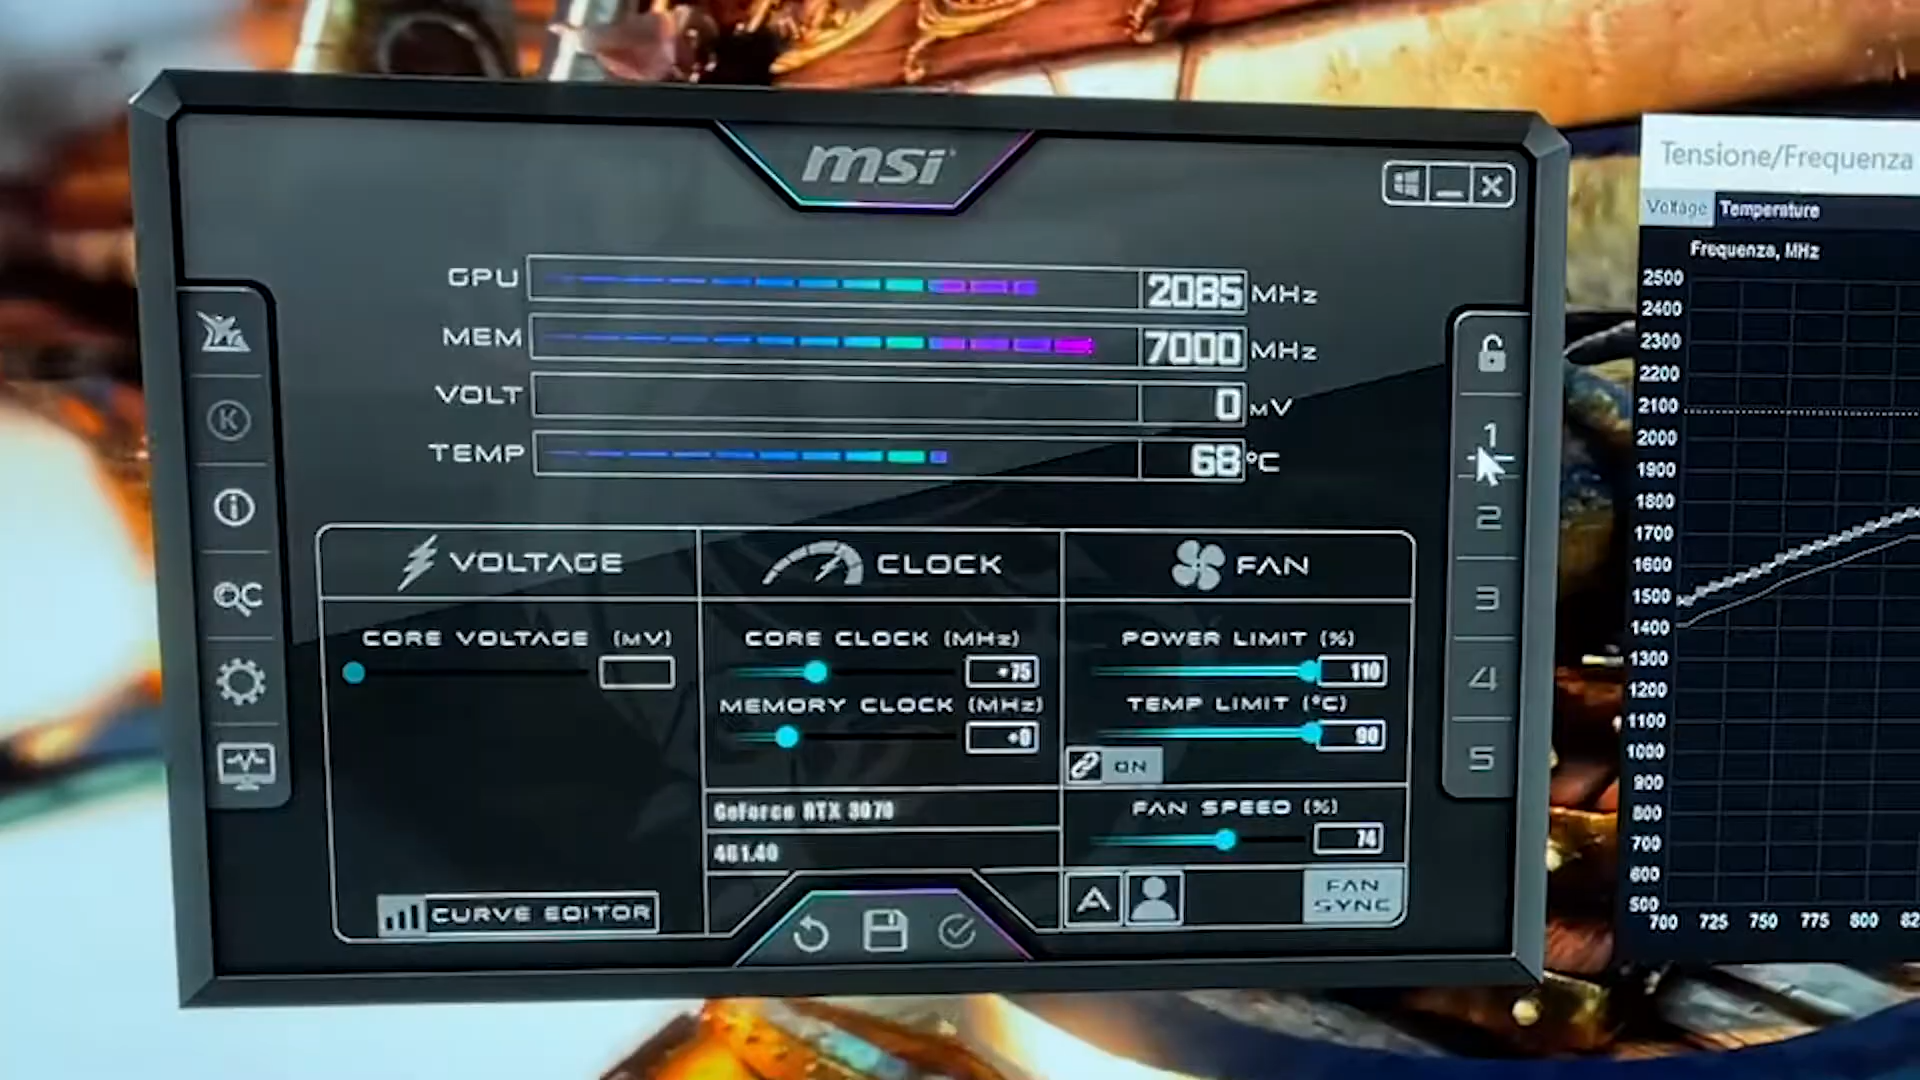 msi
GPU 2085 MHz
MEM 7000 MHz
VOLT 0 MV
TEMP 68 °C
K
OC
1
2
3
4
5
VOLTAGE
CLOCK
FAN
CORE VOLTAGE (MV)
CORE CLOCK (MHz)
+75
MEMORY CLOCK (MHz)
+0
GeForce RTX 3070
461.40
POWER LIMIT (%)
110
TEMP LIMIT (°C)
90
ON
FAN SPEED (%)
74
A
FAN
SYNC
CURVE EDITOR
Tensione/Frequenza
Voltage Temperature
Frequenza, MHz
2500
2400
2300
2200
2100
2000
1900
1800
1700
1600
1500
1400
1300
1200
1100
1000
900
800
700
600
500
700 725 750 775 800